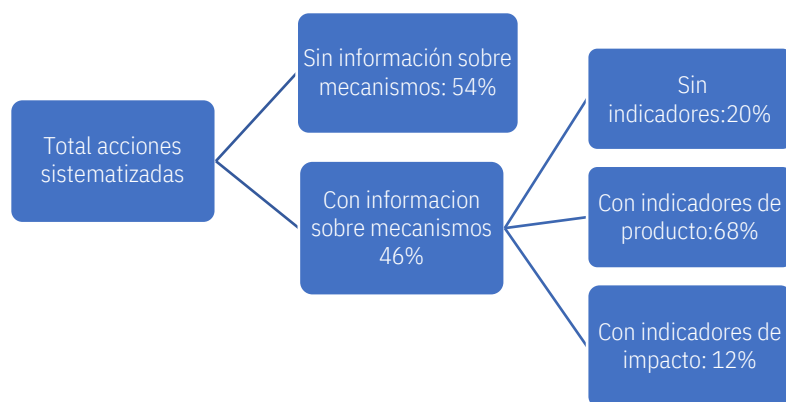 Total acciones
sistematizadas
Sin información sobre
mecanismos: 54%
Con informacion
sobre mecanismos
46%
Sin
indicadores:20%
Con indicadores de
producto:68%
Con indicadores de
impacto: 12%